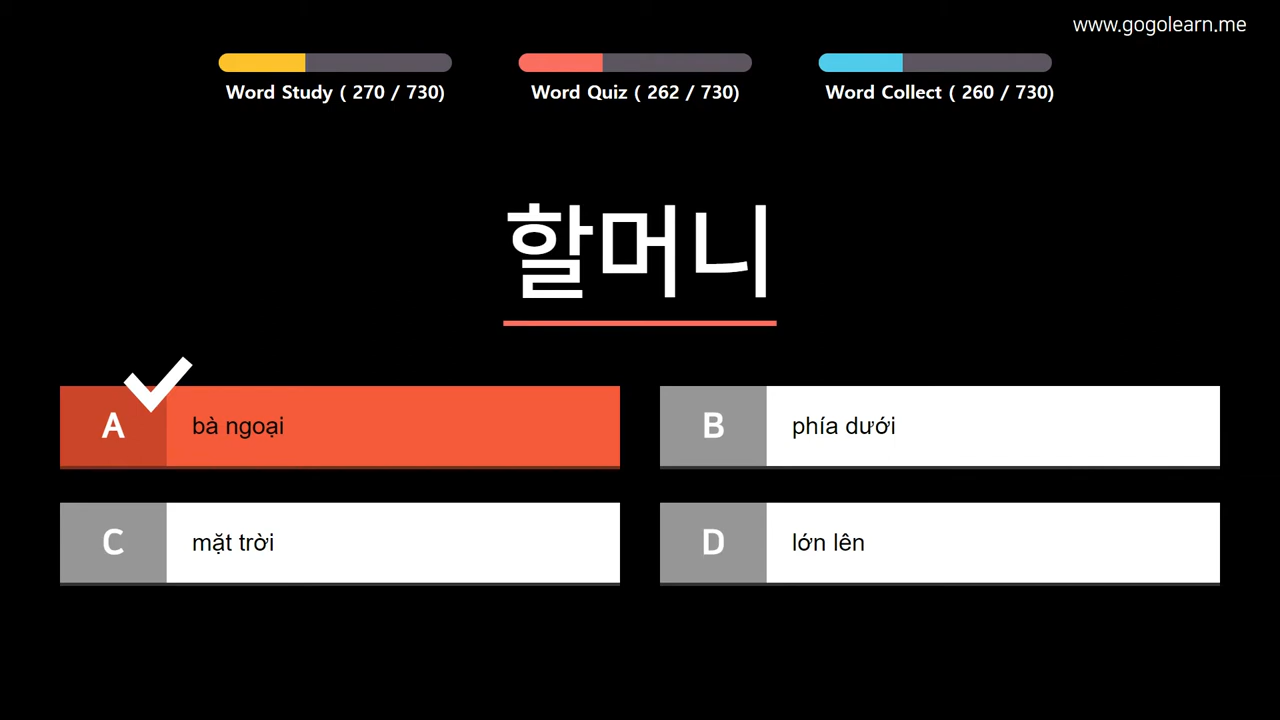 www.gogolearn.me
Word Study ( 270 / 730)
Word Quiz ( 262 / 730)
Word Collect ( 260 / 730)
할머니
A bà ngoại
B phía dưới
C mặt trời
D lớn lên